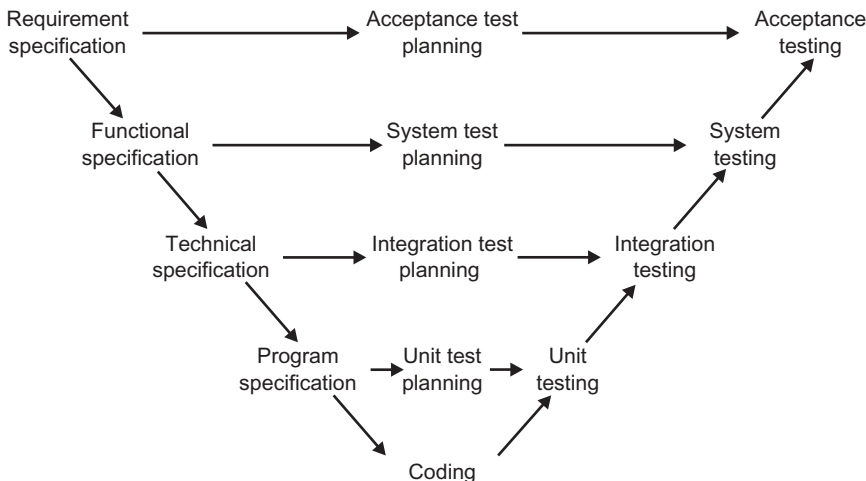 Requirement
specification
Acceptance test
planning
Acceptance
testing
Functional
specification
System test
planning
System
testing
Technical
specification
Integration test
planning
Integration
testing
Program
specification
Unit test
planning
Unit
testing
Coding